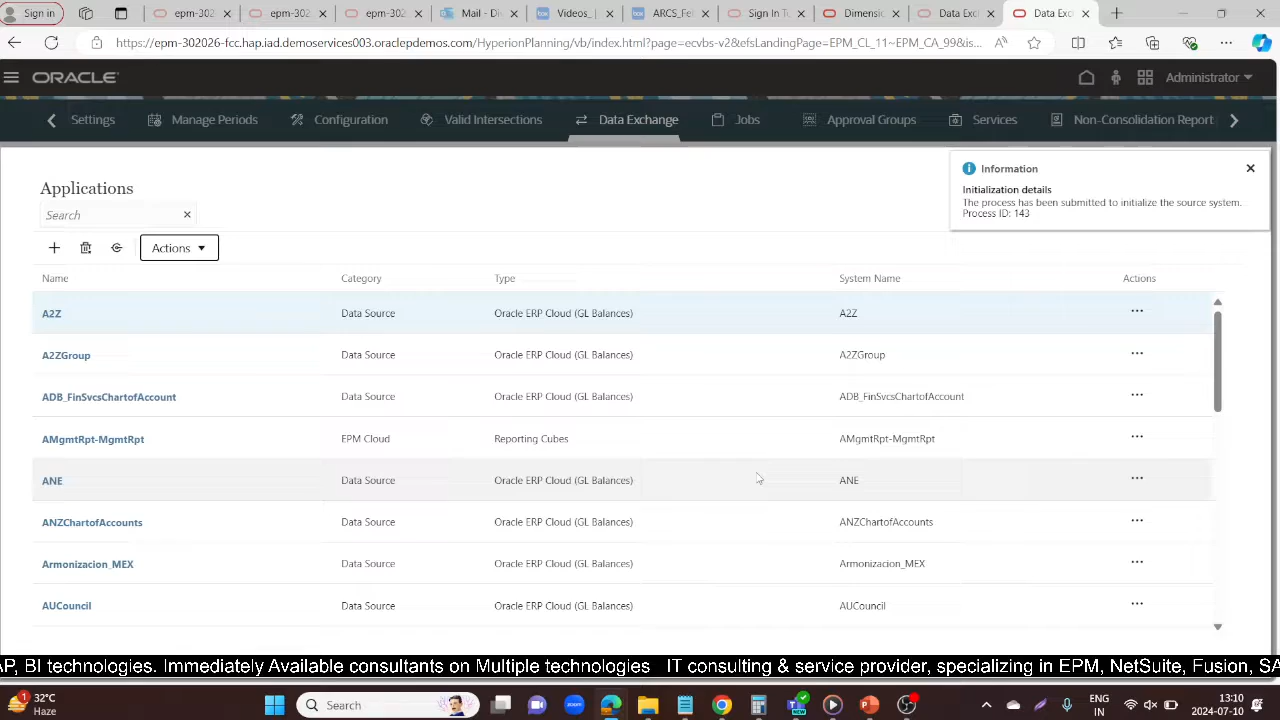 Sign in
epm-302
epm-302
epm-302
Mail - D
Videos_
ARCS_Fe
Sign In
Dimensio
Data Exc
Data Exc
https://epm-302026-fcc.hap.iad.demoservices003.oraclepdemos.com/HyperionPlanning/vb/index.html?page=ecvbs-v2&efsLandingPage=EPM_CL_11~EPM_CA_99&is...
ORACLE
Administrator
Settings
Manage Periods
Configuration
Valid Intersections
Data Exchange
Jobs
Approval Groups
Services
Non-Consolidation Report
Information
Initialization details
The process has been submitted to initialize the source system.
Process ID: 143
Applications
Search
Actions
Name Category Type System Name Actions
A2Z Data Source Oracle ERP Cloud (GL Balances) A2Z ...
A2ZGroup Data Source Oracle ERP Cloud (GL Balances) A2ZGroup ...
ADB_FinSvcsChartofAccount Data Source Oracle ERP Cloud (GL Balances) ADB_FinSvcsChartofAccount ...
AMgmtRpt-MgmtRpt EPM Cloud Reporting Cubes AMgmtRpt-MgmtRpt ...
ANE Data Source Oracle ERP Cloud (GL Balances) ANE ...
ANZChartofAccounts Data Source Oracle ERP Cloud (GL Balances) ANZChartofAccounts ...
Armonizacion_MEX Data Source Oracle ERP Cloud (GL Balances) Armonizacion_MEX ...
AUCouncil Data Source Oracle ERP Cloud (GL Balances) AUCouncil ...
AP, BI technologies. Immediately Available consultants on Multiple technologies IT consulting & service provider, specializing in EPM, NetSuite, Fusion, SA
1
32°C
Haze
Search
zoom
NEW
ENG
IN
13:10
2024-07-10